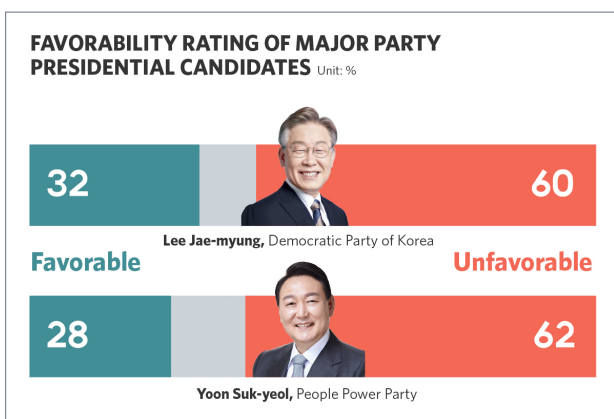 FAVORABILITY RATING OF MAJOR PARTY
PRESIDENTIAL CANDIDATES Unit: %
32 60
Lee Jae-myung, Democratic Party of Korea
Favorable Unfavorable
28 62
Yoon Suk-yeol, People Power Party